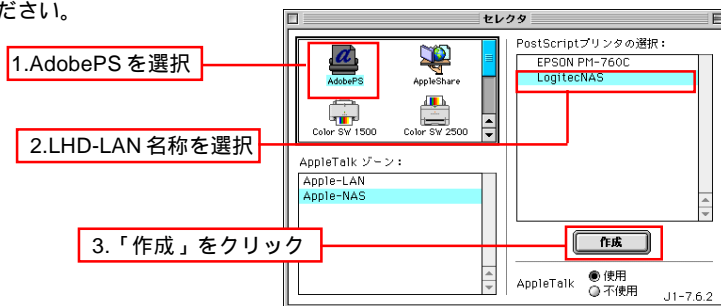 ださい。
セレクタ
1.AdobePS を選択
AdobePS
AppleShare
Color SW 1500
Color SW 2500
2.LHD-LAN 名称を選択
AppleTalk ゾーン：
Apple-LAN
Apple-NAS
3.「作成」をクリック
PostScriptプリンタの選択：
EPSON PM-760C
LogitecNAS
作成
AppleTalk
使用
不使用
J1-7.6.2